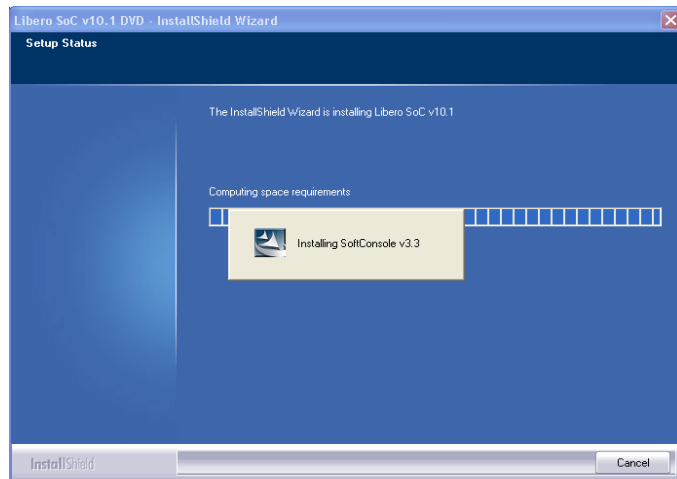 Libero SoC v10.1 DVD - InstallShield Wizard
Setup Status
The InstallShield Wizard is installing Libero SoC v10.1
Computing space requirements
Installing SoftConsole v3.3
InstallShield
Cancel